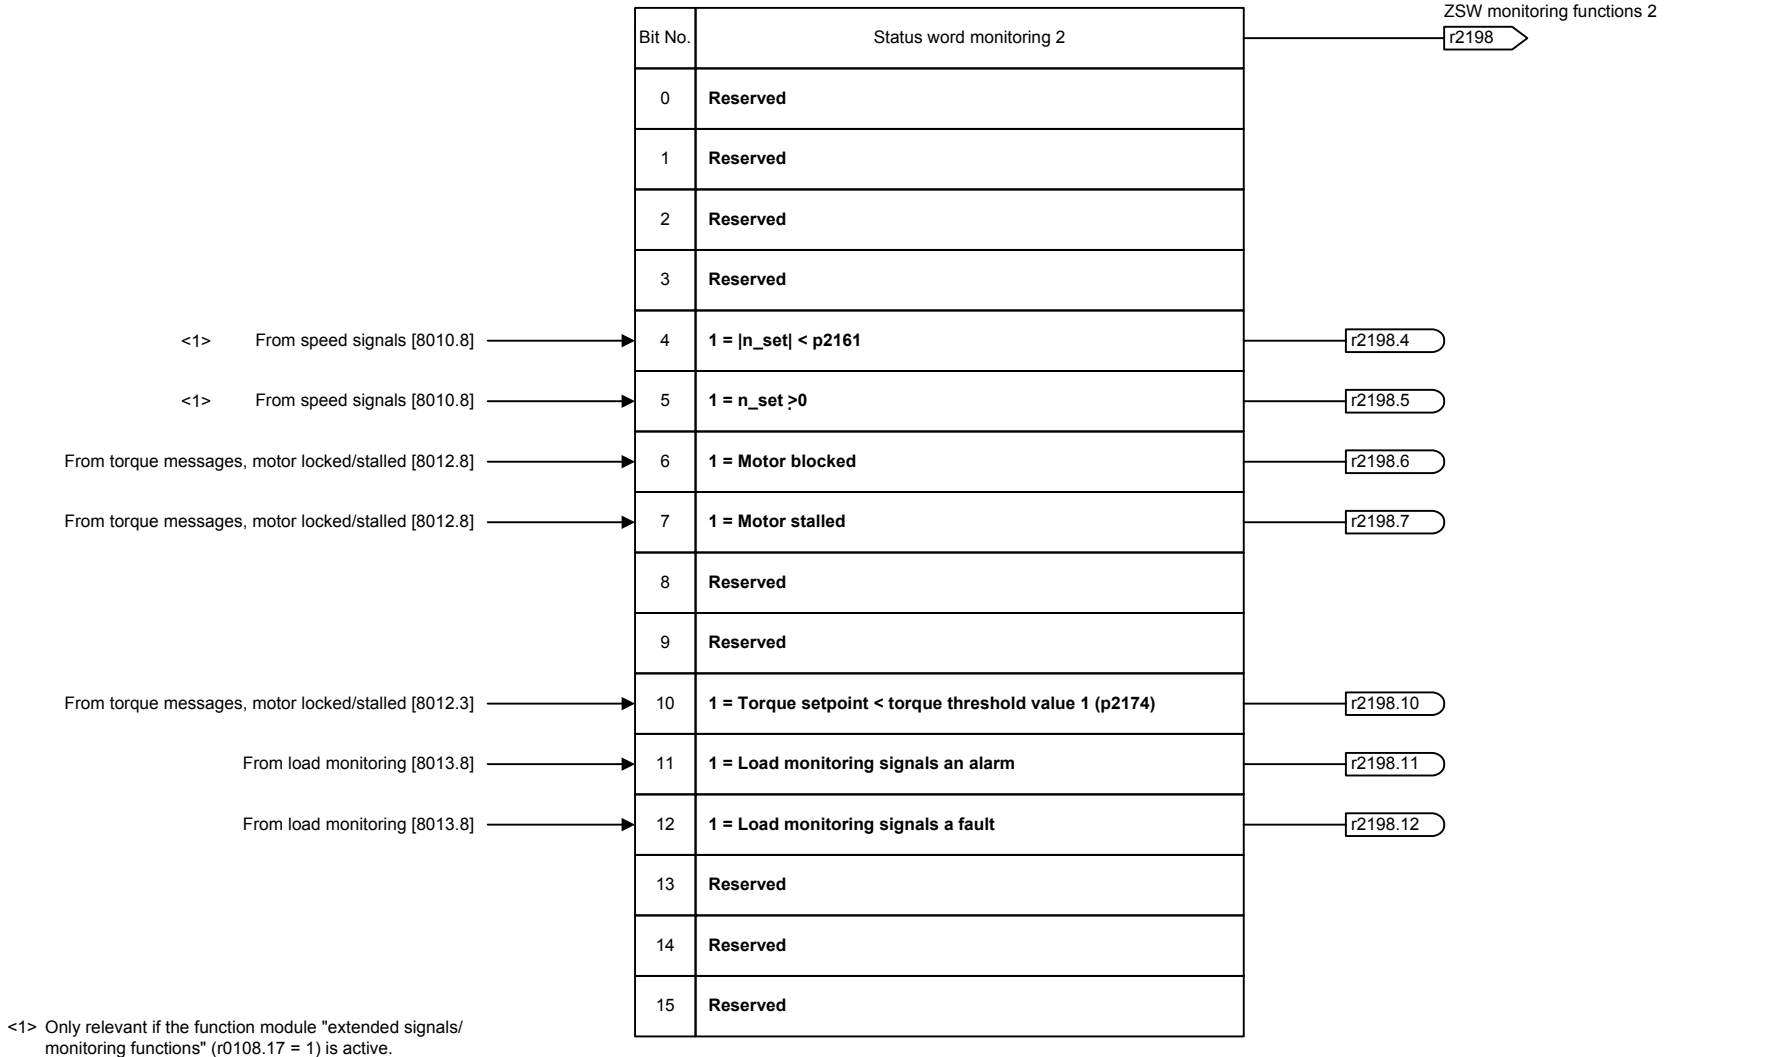 ZSW monitoring functions 2
Bit No. Status word monitoring 2 r2198
0 Reserved
1 Reserved
2 Reserved
3 Reserved
<1> From speed signals [8010.8] 4 1 = |n_set| < p2161 r2198.4
<1> From speed signals [8010.8] 5 1 = n_set >0 r2198.5
From torque messages, motor locked/stalled [8012.8] 6 1 = Motor blocked r2198.6
From torque messages, motor locked/stalled [8012.8] 7 1 = Motor stalled r2198.7
8 Reserved
9 Reserved
From torque messages, motor locked/stalled [8012.3] 10 1 = Torque setpoint < torque threshold value 1 (p2174) r2198.10
From load monitoring [8013.8] 11 1 = Load monitoring signals an alarm r2198.11
From load monitoring [8013.8] 12 1 = Load monitoring signals a fault r2198.12
13 Reserved
14 Reserved
15 Reserved
<1> Only relevant if the function module "extended signals/
monitoring functions" (r0108.17 = 1) is active.